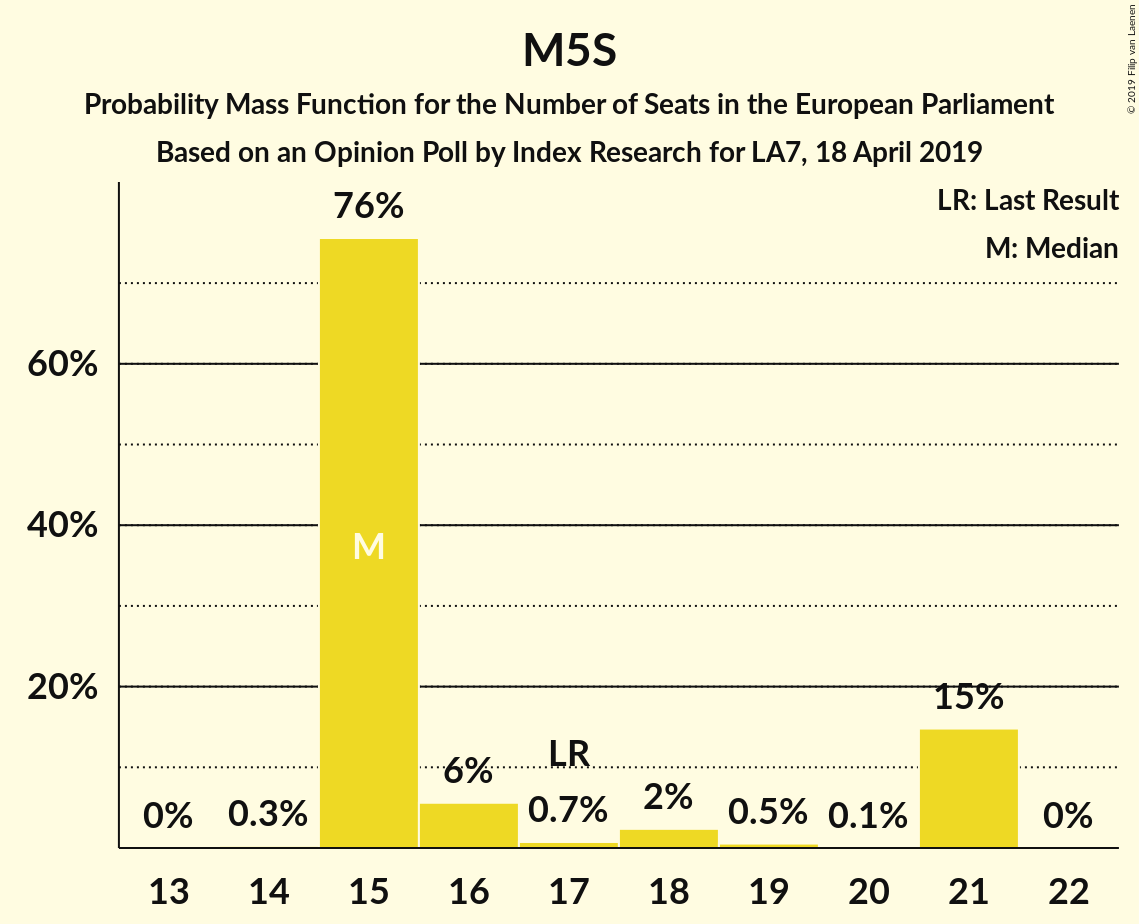 M5S
Probability Mass Function for the Number of Seats in the European Parliament
Based on an Opinion Poll by Index Research for LA7, 18 April 2019
© 2019 Filip van Laenen
LR: Last Result
M: Median
60%
40%
20%
0%
0.3%
76%
M
6%
LR
0.7%
2%
0.5%
0.1%
15%
0%
13 14 15 16 17 18 19 20 21 22